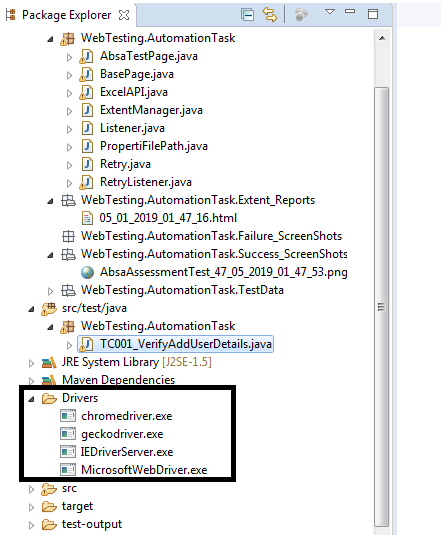 Package Explorer
WebTesting.AutomationTask
AbsaTestPage.java
BasePage.java
ExcelAPI.java
ExtentManager.java
Listener.java
PropertiFilePath.java
Retry.java
RetryListener.java
WebTesting.AutomationTask.Extent_Reports
05_01_2019_01_47_16.html
WebTesting.AutomationTask.Failure_ScreenShots
WebTesting.AutomationTask.Success_ScreenShots
AbsaAssessmentTest_47_05_2019_01_47_53.png
WebTesting.AutomationTask.TestData
src/test/java
WebTesting.AutomationTask
TC001_VerifyAddUserDetails.java
JRE System Library [J2SE-1.5]
Maven Dependencies
Drivers
chromedriver.exe
geckodriver.exe
IEDriverServer.exe
MicrosoftWebDriver.exe
src
target
test-output